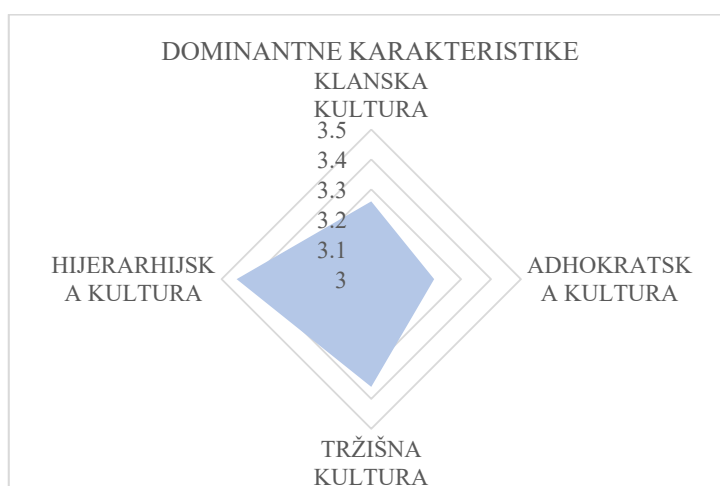 DOMINANTNE KARAKTERISTIKE
KLANSKA
KULTURA
3.5
3.4
3.3
3.2
3.1
3
HIJERARHIJSK
A KULTURA
ADHOKRATSK
A KULTURA
TRŽIŠNA
KULTURA